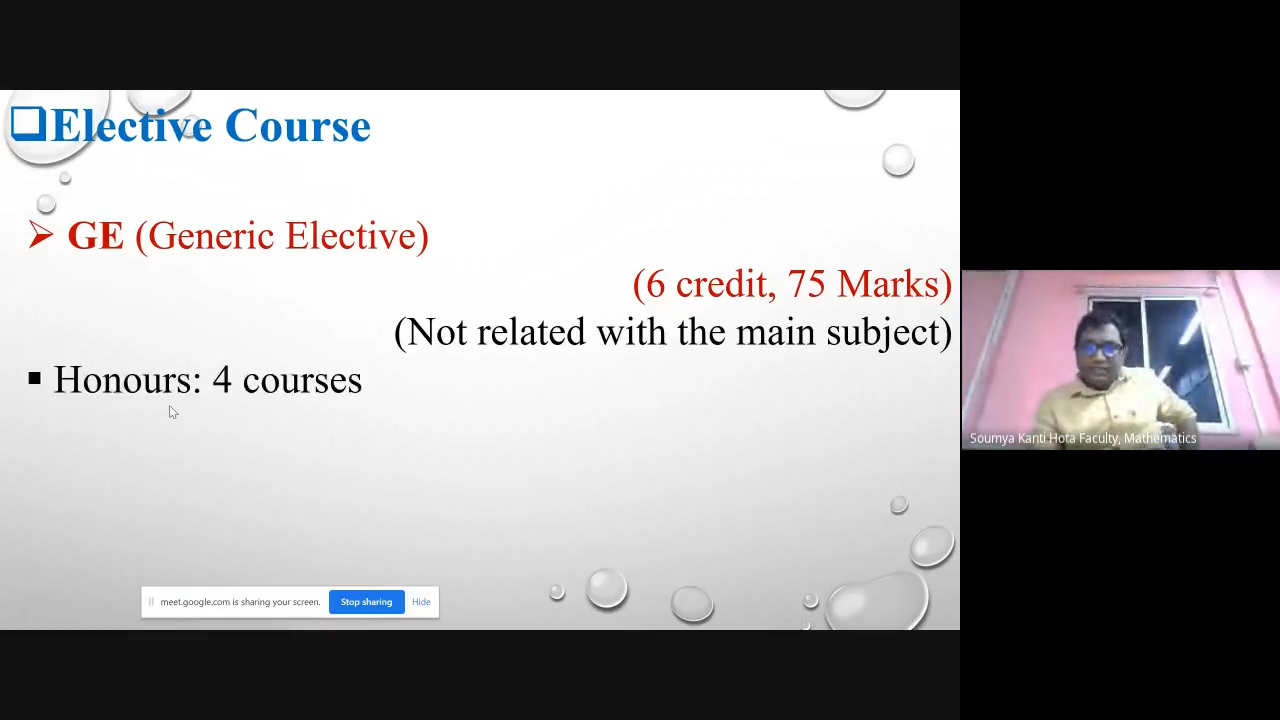 Elective Course
GE (Generic Elective)
(6 credit, 75 Marks)
(Not related with the main subject)
Honours: 4 courses
Soumya Kanti Hota Faculty, Mathematics
meet.google.com is sharing your screen. Stop sharing Hide